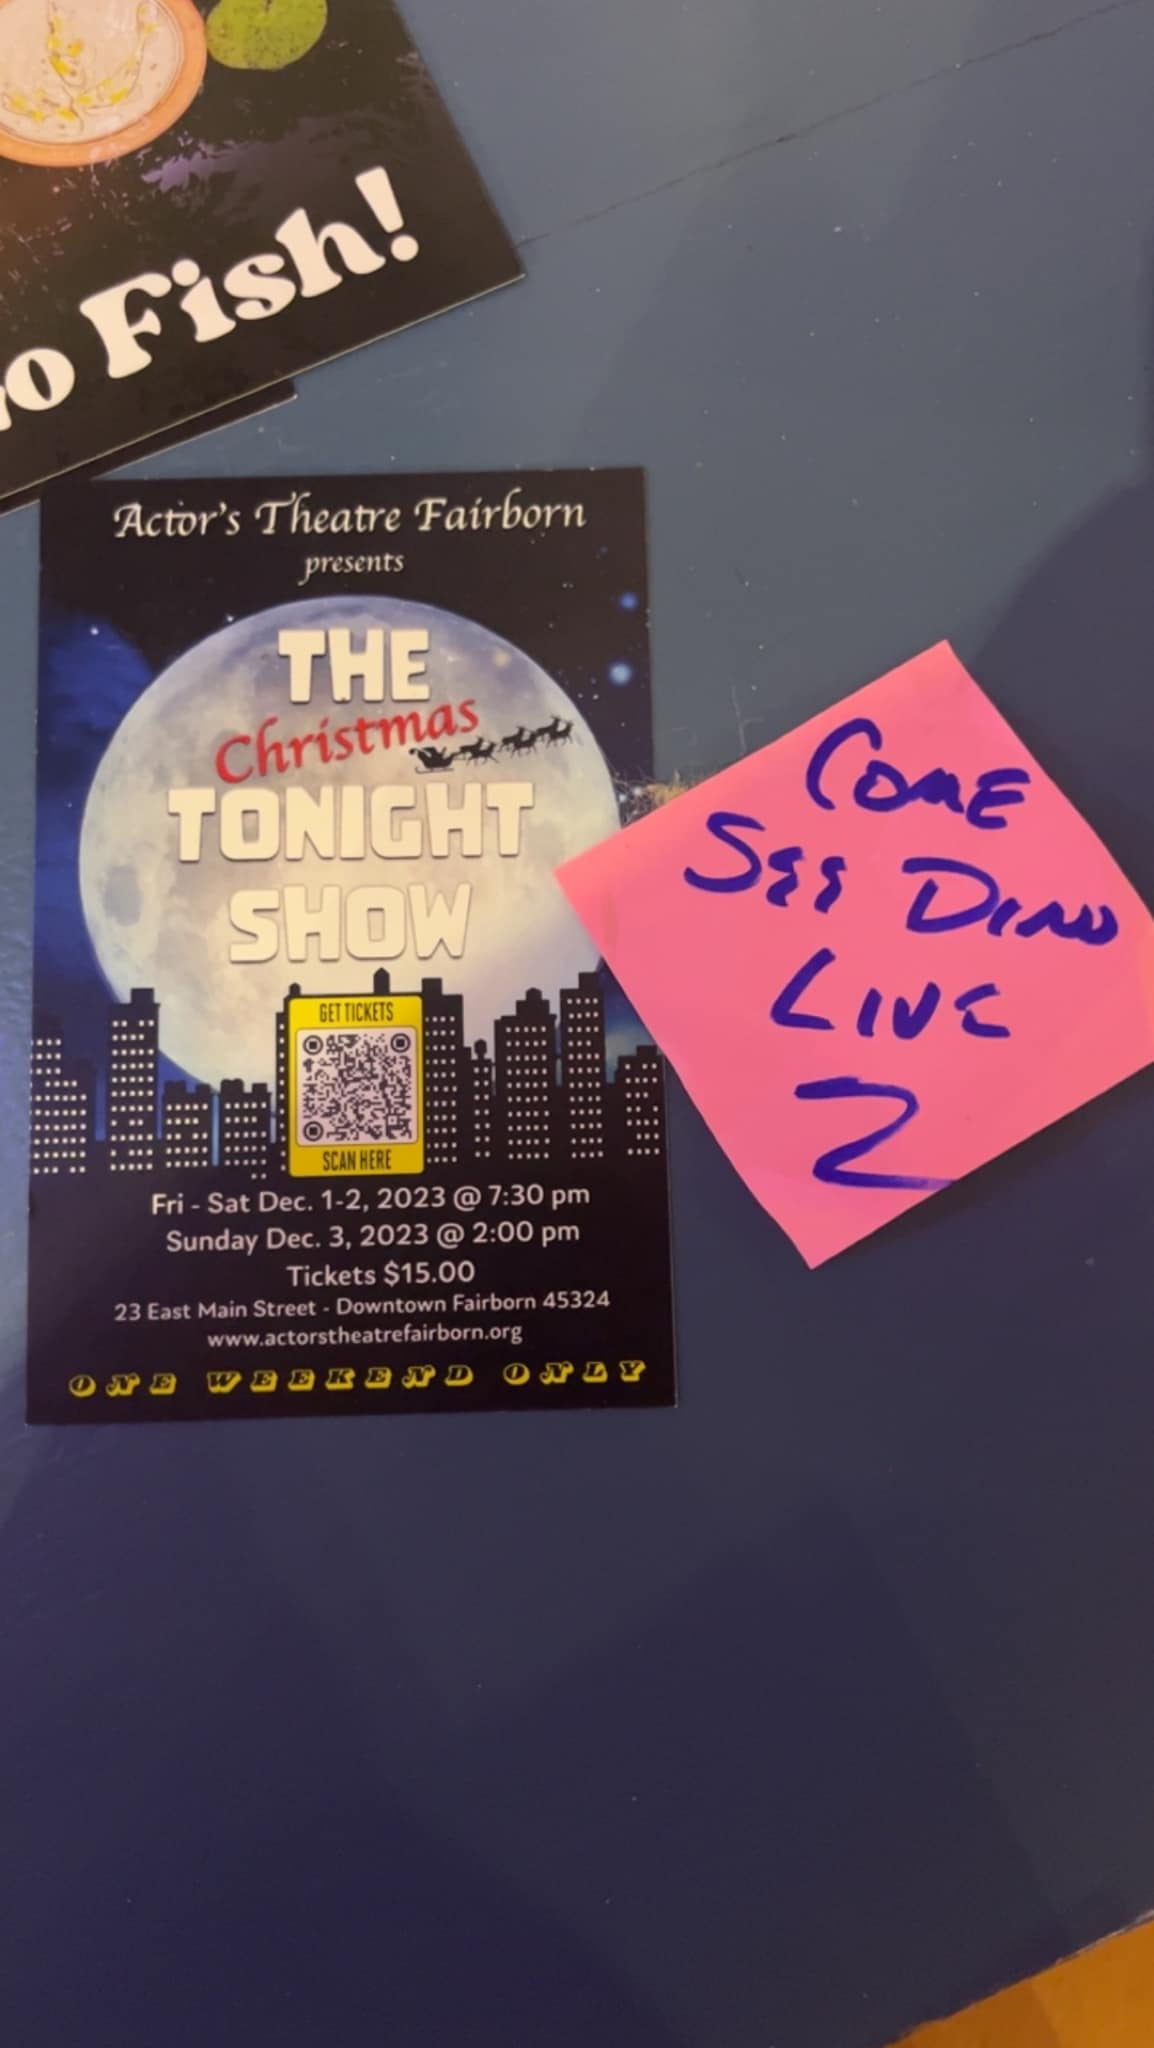 o Fish!
Actor's Theatre Fairborn
presents
THE
Christmas
TONIGHT
SHOW
GET TICKETS
SCAN HERE
Fri - Sat Dec. 1-2, 2023 @ 7:30 pm
Sunday Dec. 3, 2023 @ 2:00 pm
Tickets $15.00
23 East Main Street - Downtown Fairborn 45324
www.actorstheatrefairborn.org
ONE WEEKEND ONLY
COME
SEE DINO
LIVE